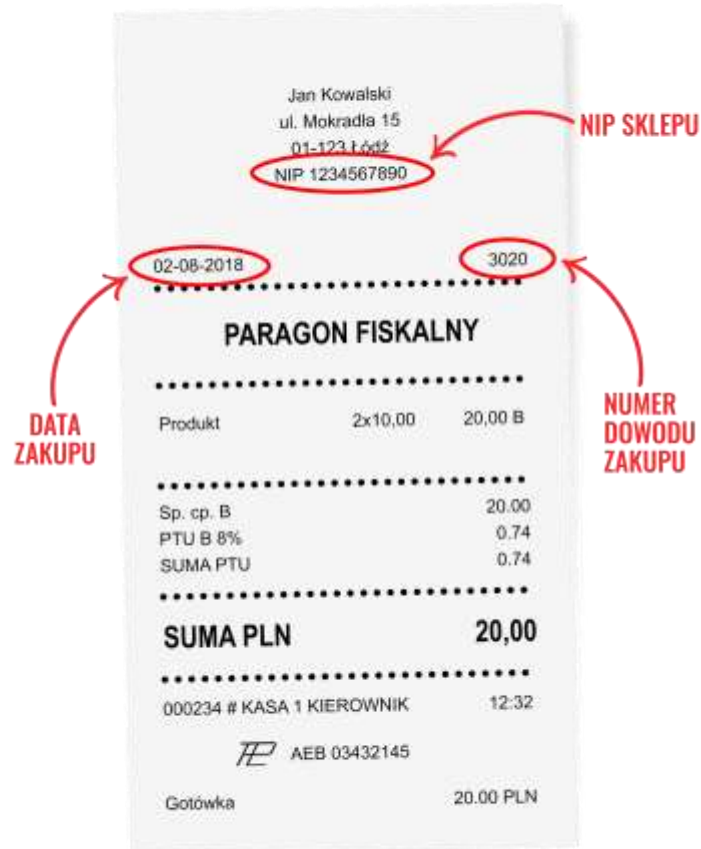 Jan Kowalski
ul. Mokradła 15
01-123 Łódź
NIP 1234567890
NIP SKLEPU
02-08-2018 3020
PARAGON FISKALNY
DATA
ZAKUPU
NUMER
DOWODU
ZAKUPU
Produkt 2x10,00 20,00 B
Sp. cp. B 20.00
PTU B 8% 0.74
SUMA PTU 0.74
SUMA PLN 20,00
000234 # KASA 1 KIEROWNIK 12:32
AEB 03432145
Gotówka 20.00 PLN